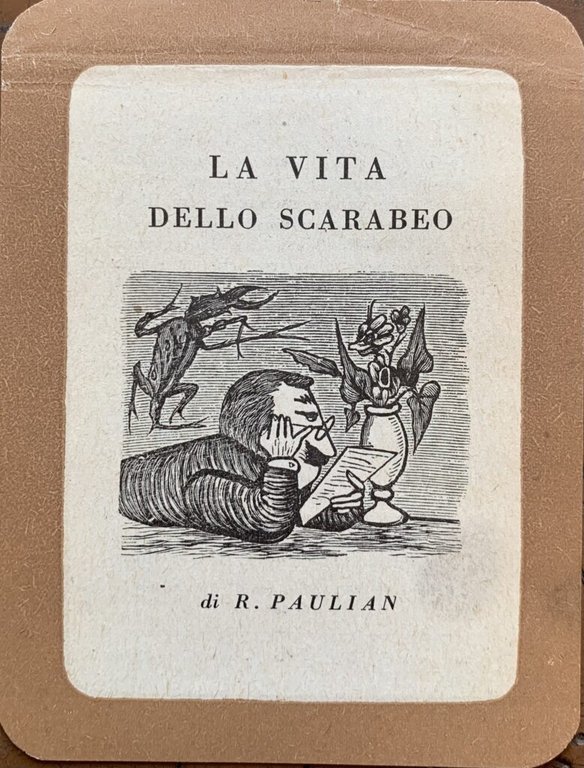 LA VITA
DELLO SCARABEO
di R. PAULIAN